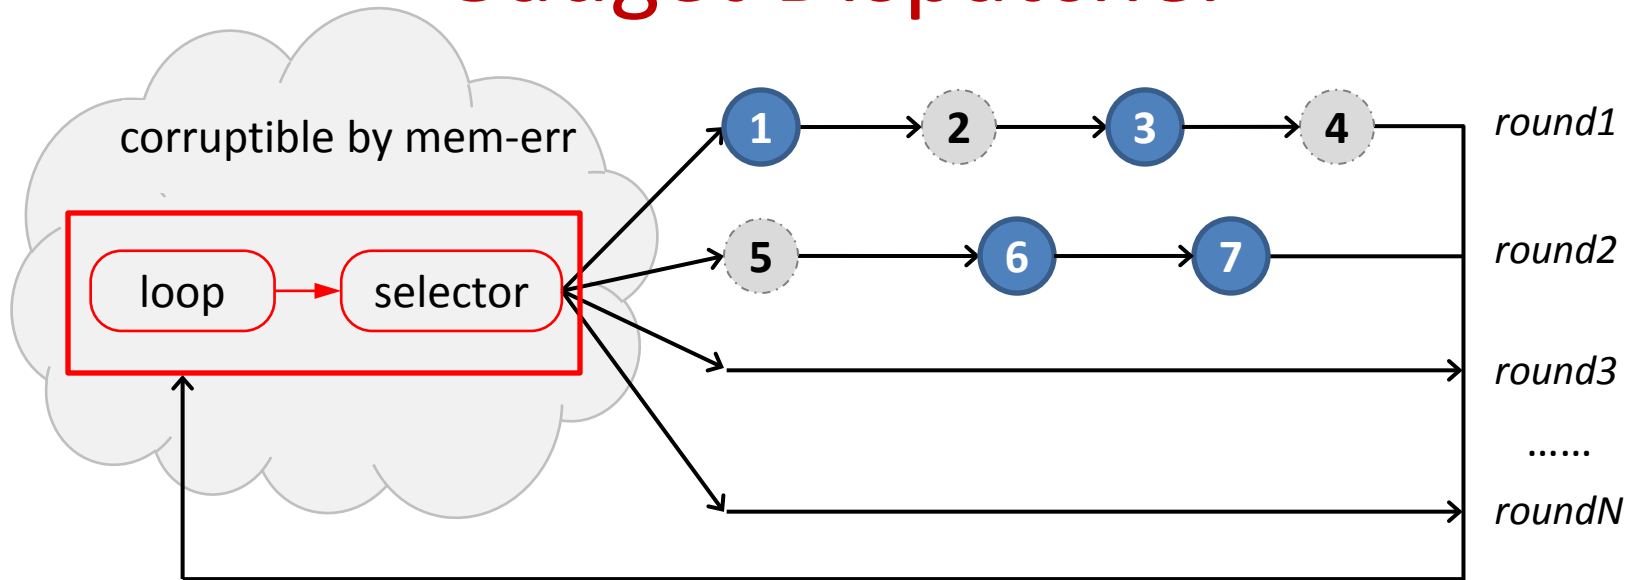 corruptible by mem-err
loop
selector
1
2
3
4
round1
5
6
7
round2
round3
......
roundN